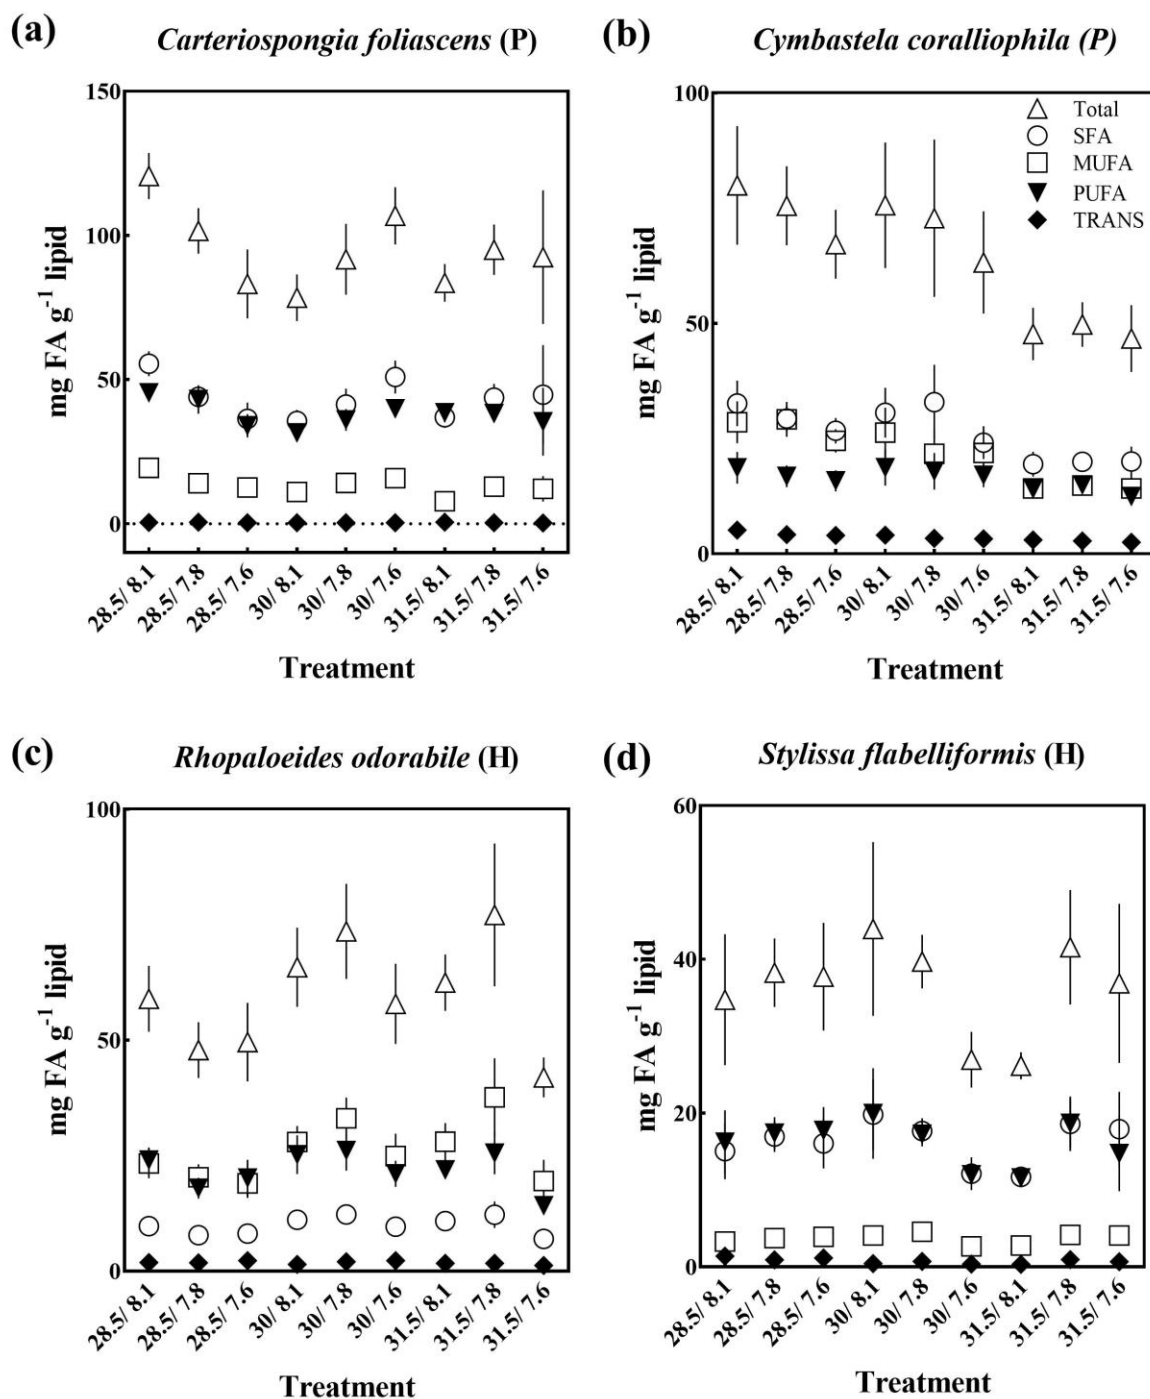 (a)
Carteriospongia foliascens (P)
150
100
50
0
mg FA g-1 lipid
28.5/ 8.1
28.5/ 7.8
28.5/ 7.6
30/ 8.1
30/ 7.8
30/ 7.6
31.5/ 8.1
31.5/ 7.8
31.5/ 7.6
Treatment
(b)
Cymbastela coralliophila (P)
100
50
0
mg FA g-1 lipid
Total
SFA
MUFA
PUFA
TRANS
28.5/ 8.1
28.5/ 7.8
28.5/ 7.6
30/ 8.1
30/ 7.8
30/ 7.6
31.5/ 8.1
31.5/ 7.8
31.5/ 7.6
Treatment
(c)
Rhopaloeides odorabile (H)
100
50
0
mg FA g-1 lipid
28.5/ 8.1
28.5/ 7.8
28.5/ 7.6
30/ 8.1
30/ 7.8
30/ 7.6
31.5/ 8.1
31.5/ 7.8
31.5/ 7.6
Treatment
(d)
Stylissa flabelliformis (H)
60
40
20
0
mg FA g-1 lipid
28.5/ 8.1
28.5/ 7.8
28.5/ 7.6
30/ 8.1
30/ 7.8
30/ 7.6
31.5/ 8.1
31.5/ 7.8
31.5/ 7.6
Treatment